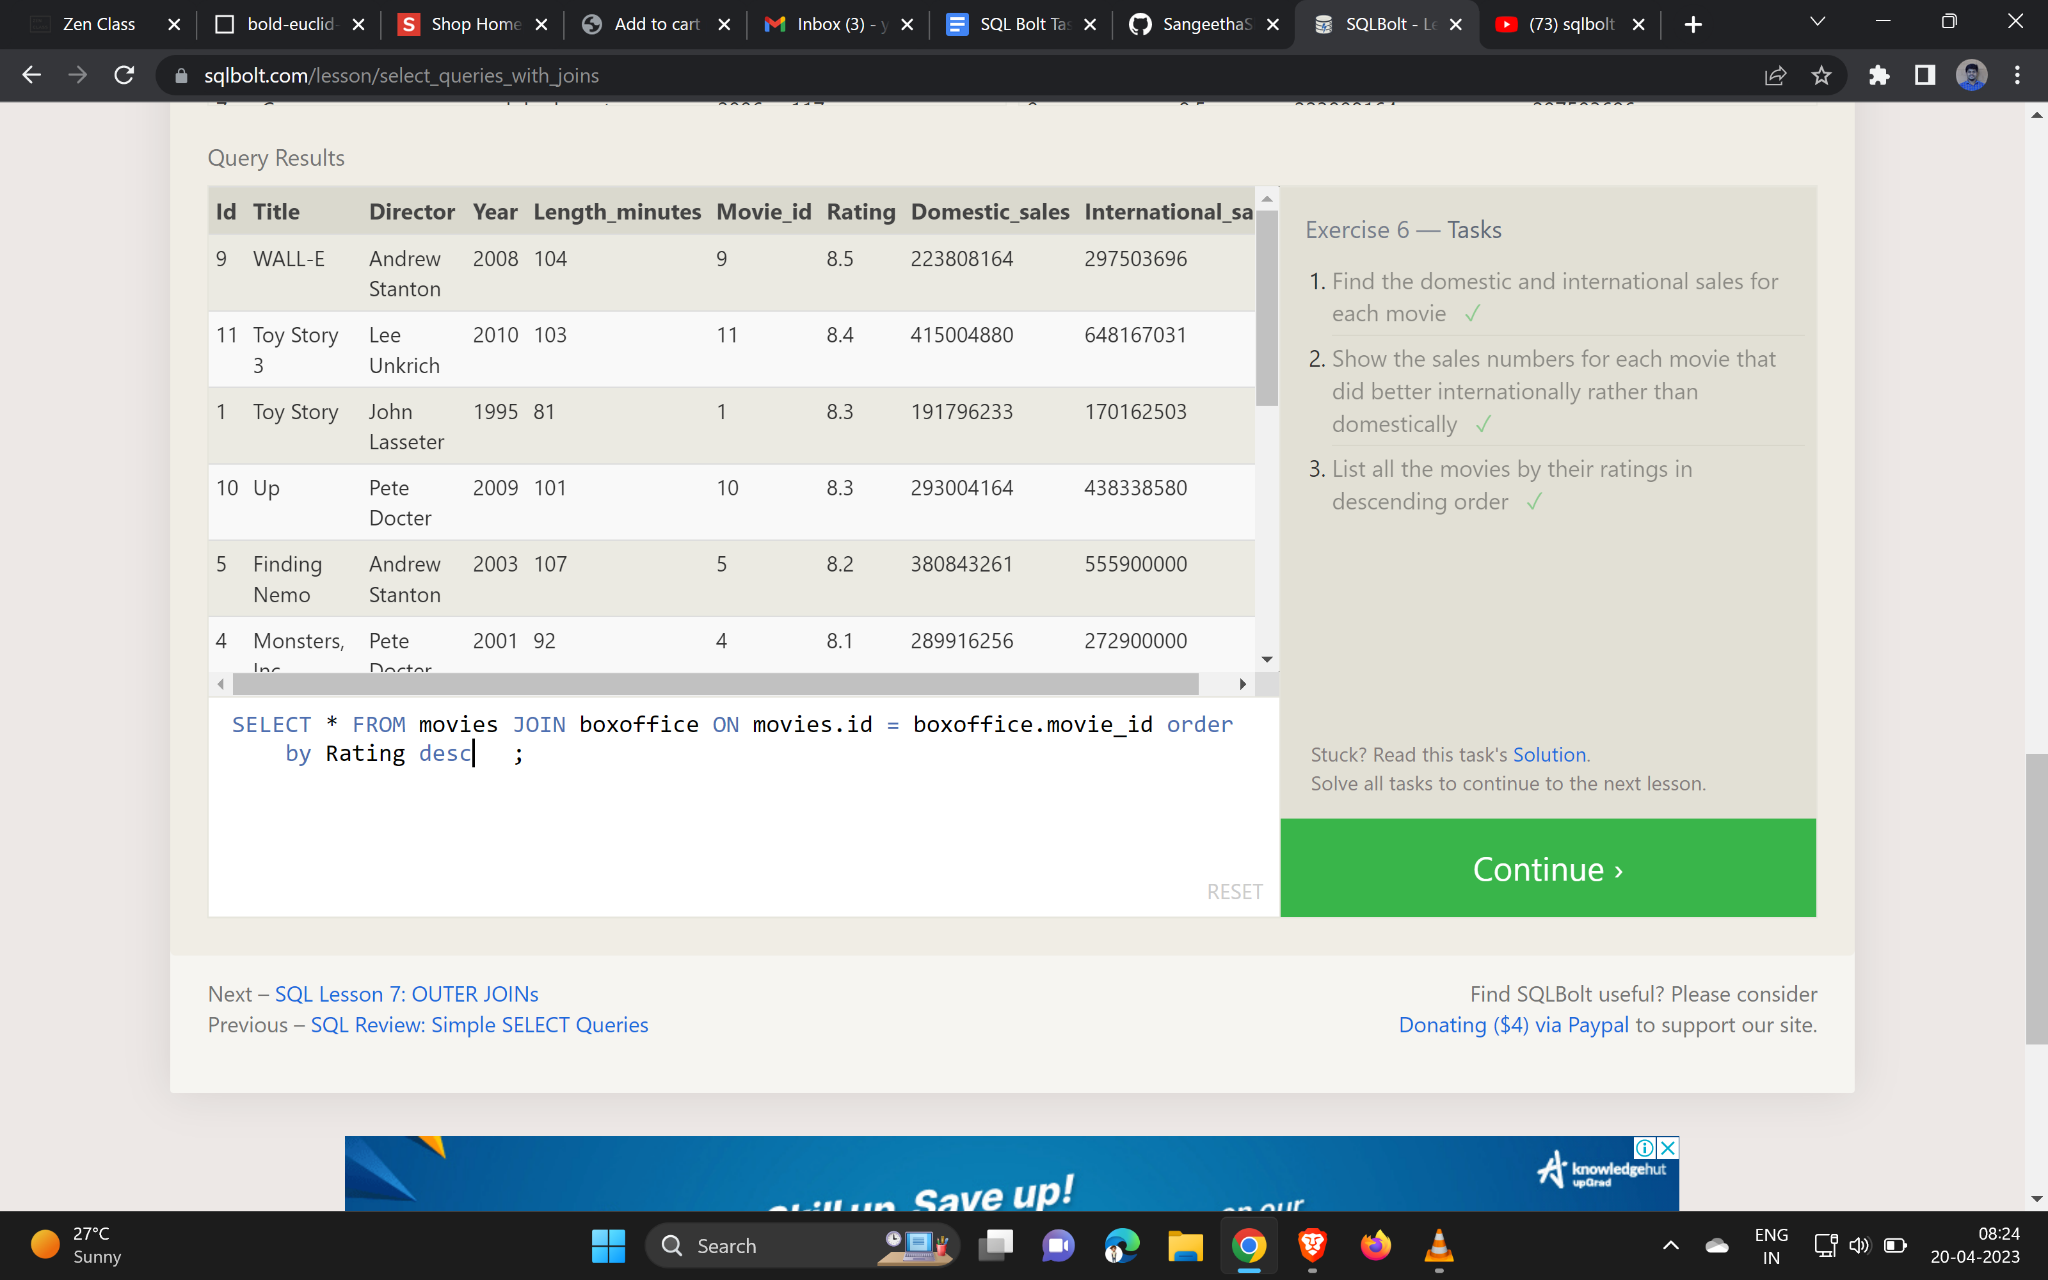 Zen Class
bold-euclid-
Shop Home
Add to cart
Inbox (3) - y
SQL Bolt Tas
SangeethaS
SQLBolt - Le
(73) sqlbolt
sqlbolt.com/lesson/select_queries_with_joins
Query Results
Id Title Director Year Length_minutes Movie_id Rating Domestic_sales International_sa
9 WALL-E Andrew Stanton 2008 104 9 8.5 223808164 297503696
11 Toy Story 3 Lee Unkrich 2010 103 11 8.4 415004880 648167031
1 Toy Story John Lasseter 1995 81 1 8.3 191796233 170162503
10 Up Pete Docter 2009 101 10 8.3 293004164 438338580
5 Finding Nemo Andrew Stanton 2003 107 5 8.2 380843261 555900000
4 Monsters, Inc. Pete Docter 2001 92 4 8.1 289916256 272900000
SELECT * FROM movies JOIN boxoffice ON movies.id = boxoffice.movie_id order
by Rating desc ;
RESET
Exercise 6 — Tasks
1. Find the domestic and international sales for
each movie ✓
2. Show the sales numbers for each movie that
did better internationally rather than
domestically ✓
3. List all the movies by their ratings in
descending order ✓
Stuck? Read this task's Solution.
Solve all tasks to continue to the next lesson.
Continue ›
Next – SQL Lesson 7: OUTER JOINs
Previous – SQL Review: Simple SELECT Queries
Find SQLBolt useful? Please consider
Donating ($4) via Paypal to support our site.
Skill up, Save up!
on our
knowledgehut
upGrad
27°C
Sunny
Search
ENG
IN
08:24
20-04-2023